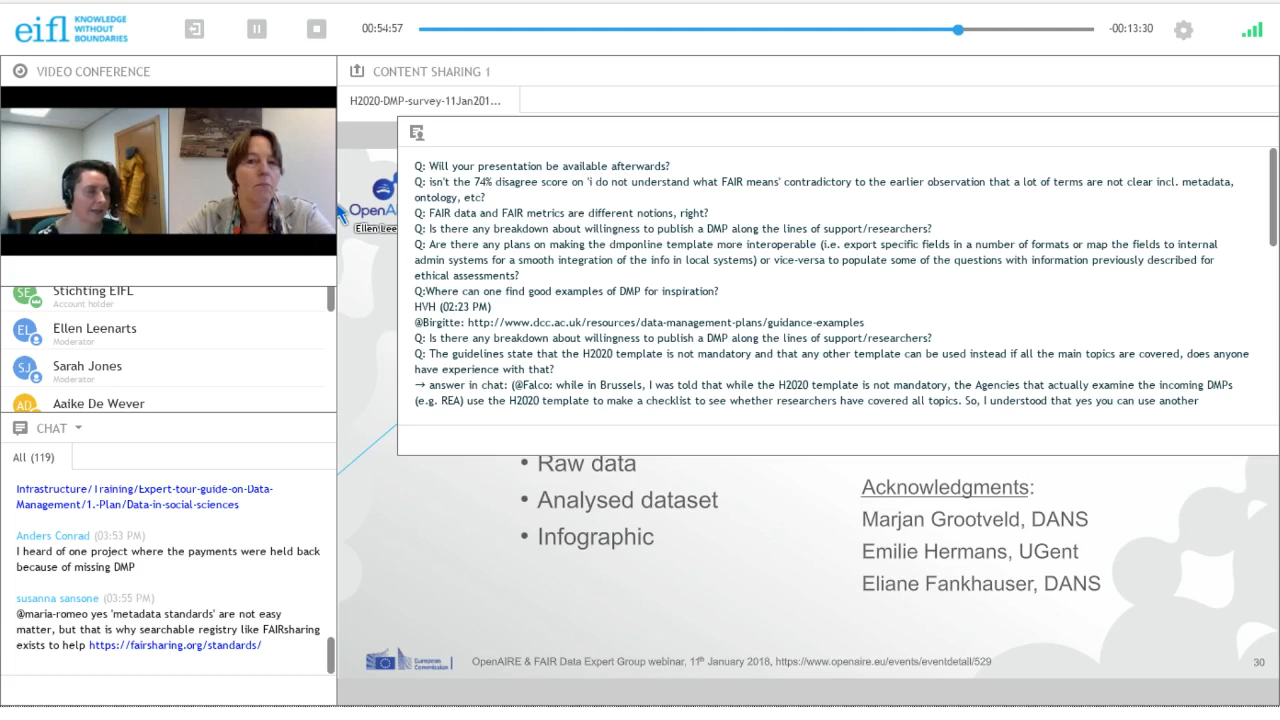 eifl KNOWLEDGE
WITHOUT
BOUNDARIES
00:54:57
-00:13:30
VIDEO CONFERENCE
CONTENT SHARING 1
H2020-DMP-survey-11Jan201...
Q: Will your presentation be available afterwards?
Q: isn't the 74% disagree score on 'i do not understand what FAIR means' contradictory to the earlier observation that a lot of terms are not clear incl. metadata,
ontology, etc?
Q: FAIR data and FAIR metrics are different notions, right?
Q: Is there any breakdown about willingness to publish a DMP along the lines of support/researchers?
Q: Are there any plans on making the dmponline template more interoperable (i.e. export specific fields in a number of formats or map the fields to internal
admin systems for a smooth integration of the info in local systems) or vice-versa to populate some of the questions with information previously described for
ethical assessments?
Q:Where can one find good examples of DMP for inspiration?
HVH (02:23 PM)
@Birgitte: http://www.dcc.ac.uk/resources/data-management-plans/guidance-examples
Q: Is there any breakdown about willingness to publish a DMP along the lines of support/researchers?
Q: The guidelines state that the H2020 template is not mandatory and that any other template can be used instead if all the main topics are covered, does anyone
have experience with that?
→ answer in chat: (@Falco: while in Brussels, I was told that while the H2020 template is not mandatory, the Agencies that actually examine the incoming DMPs
(e.g. REA) use the H2020 template to make a checklist to see whether researchers have covered all topics. So, I understood that yes you can use another
OpenA
Ellen Lee
SE Stichting EIFL
Account holder
EL Ellen Leenarts
Moderator
SJ Sarah Jones
Moderator
AD Aaike De Wever
CHAT
All (119)
Infrastructure/Training/Expert-tour-guide-on-Data-
Management/1.-Plan/Data-in-social-sciences
Anders Conrad (03:53 PM)
I heard of one project where the payments were held back
because of missing DMP
susanna sansone (03:55 PM)
@maria-romeo yes 'metadata standards' are not easy
matter, but that is why searchable registry like FAIRsharing
exists to help https://fairsharing.org/standards/
• Raw data
• Analysed dataset
• Infographic
Acknowledgments:
Marjan Grootveld, DANS
Emilie Hermans, UGent
Eliane Fankhauser, DANS
European
Commission
OpenAIRE & FAIR Data Expert Group webinar, 11th January 2018, https://www.openaire.eu/events/eventdetail/529
30